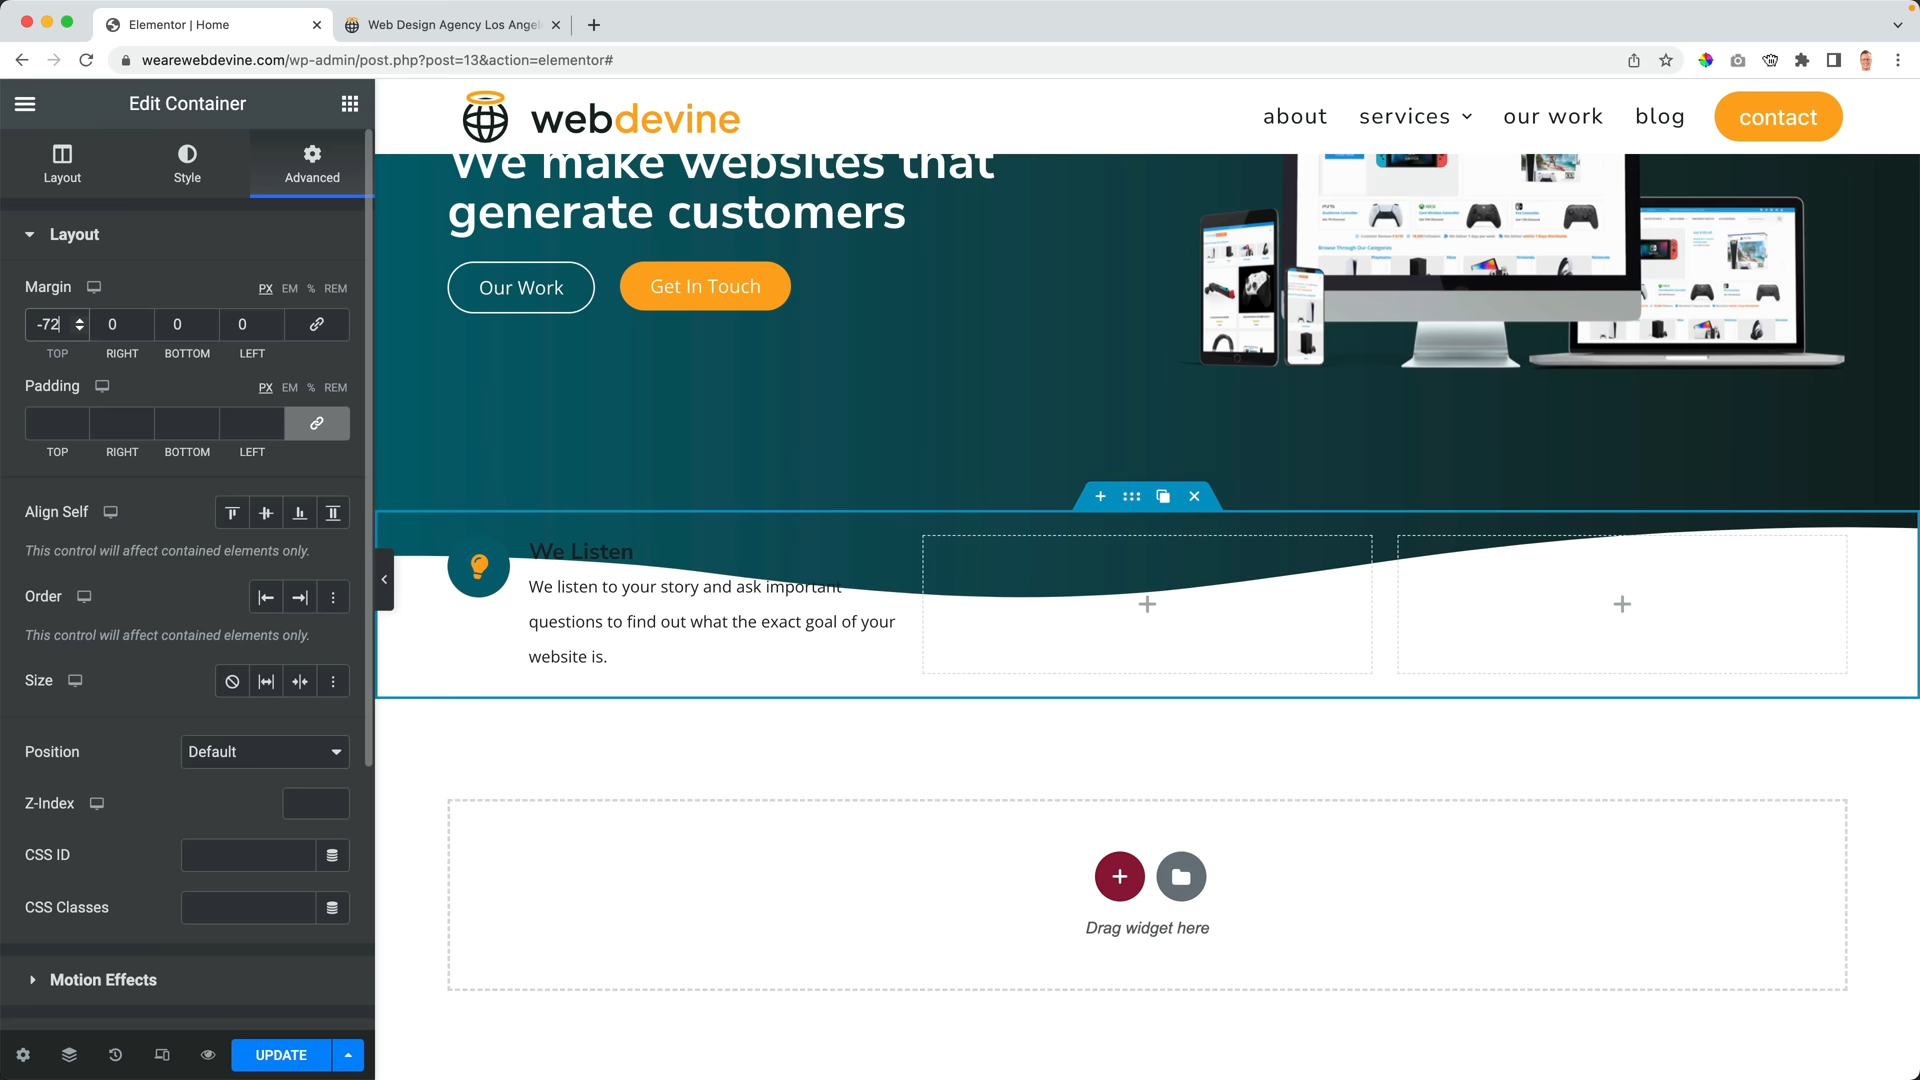 Elementor | Home
Web Design Agency Los Angel
wearewebdevine.com/wp-admin/post.php?post=13&action=elementor#
Edit Container
Layout
Style
Advanced
Layout
Margin
PX EM % REM
-72 0 0 0
TOP RIGHT BOTTOM LEFT
Padding
PX EM % REM
TOP RIGHT BOTTOM LEFT
Align Self
This control will affect contained elements only.
Order
This control will affect contained elements only.
Size
Position
Default
Z-Index
CSS ID
CSS Classes
Motion Effects
UPDATE
webdevine
about services our work blog contact
We make websites that
generate customers
Our Work
Get In Touch
Browse Through Our Categories
We Listen
We listen to your story and ask important
questions to find out what the exact goal of your
website is.
Drag widget here